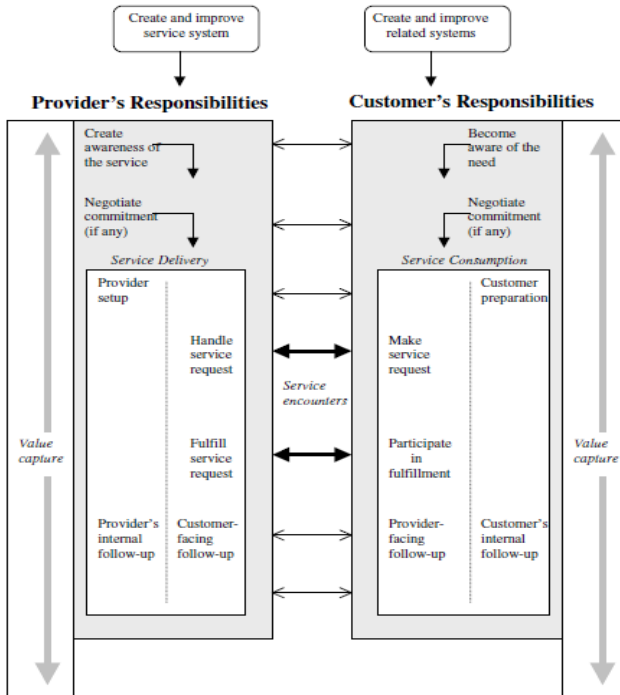 Create and improve
service system
Create and improve
related systems
Provider's Responsibilities
Customer's Responsibilities
Create
awareness of
the service
Become
aware of the
need
Negotiate
commitment
(if any)
Negotiate
commitment
(if any)
Service Delivery
Service Consumption
Provider
setup
Customer
preparation
Handle
service
request
Make
service
request
Service
encounters
Value
capture
Fulfill
service
request
Participate
in
fulfillment
Value
capture
Provider's
internal
follow-up
Customer-
facing
follow-up
Provider-
facing
follow-up
Customer's
internal
follow-up